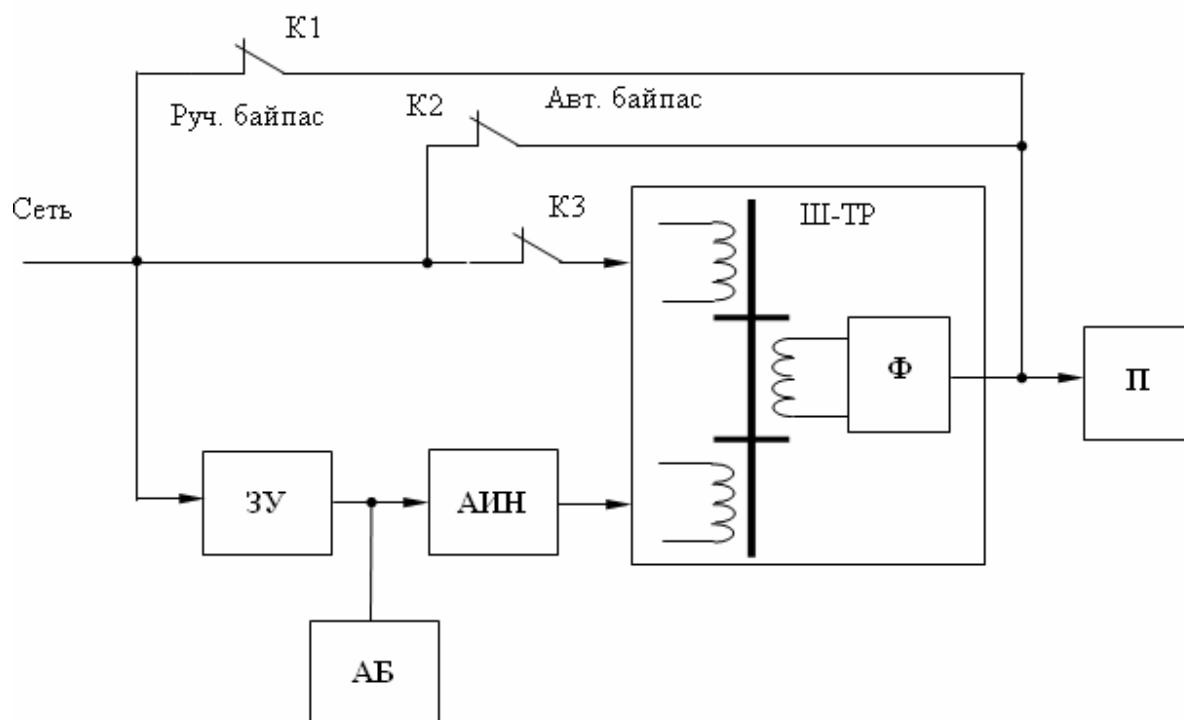 К1
Руч. байпас
К2
Авт. байпас
Сеть
К3
Ш-ТР
Ф
П
ЗУ
АИН
АБ